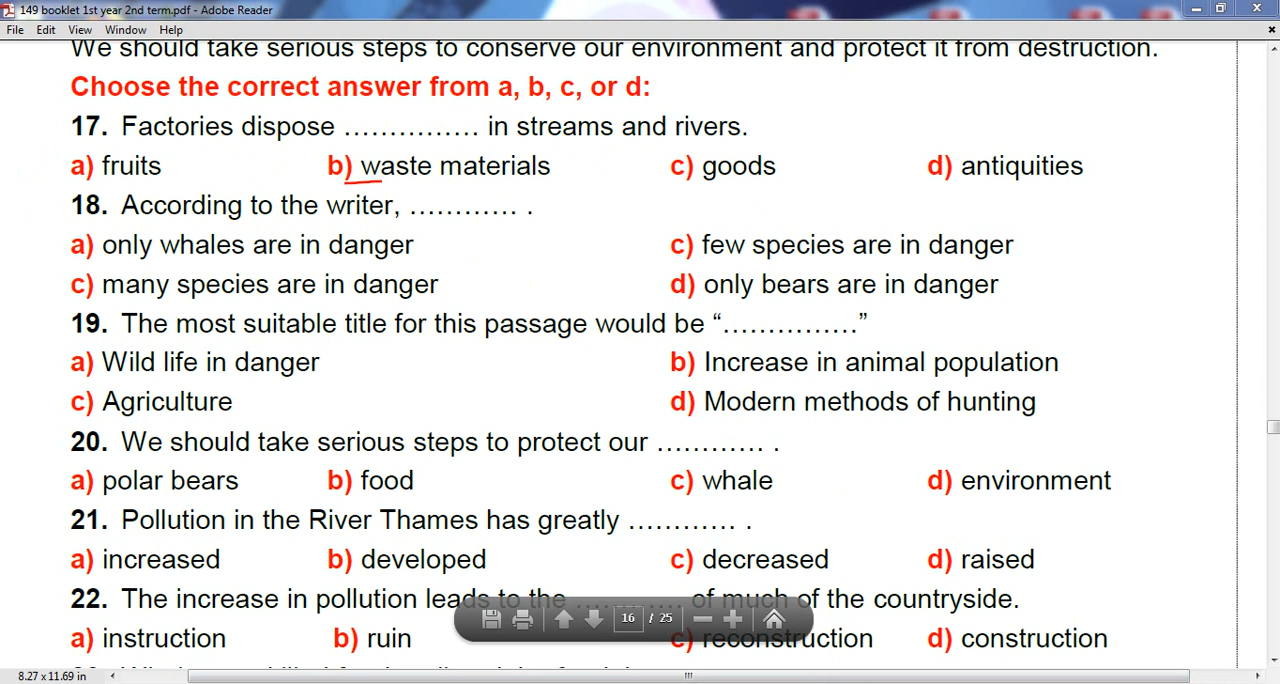 149 booklet 1st year 2nd term.pdf - Adobe Reader
File Edit View Window Help
We should take serious steps to conserve our environment and protect it from destruction.
Choose the correct answer from a, b, c, or d:
17. Factories dispose ............... in streams and rivers.
a) fruits b) waste materials c) goods d) antiquities
18. According to the writer, ............ .
a) only whales are in danger c) few species are in danger
c) many species are in danger d) only bears are in danger
19. The most suitable title for this passage would be “...............”
a) Wild life in danger b) Increase in animal population
c) Agriculture d) Modern methods of hunting
20. We should take serious steps to protect our ............ .
a) polar bears b) food c) whale d) environment
21. Pollution in the River Thames has greatly ............ .
a) increased b) developed c) decreased d) raised
22. The increase in pollution leads to the ............ of much of the countryside.
16 / 25
a) instruction b) ruin c) reconstruction d) construction
8.27 x 11.69 in